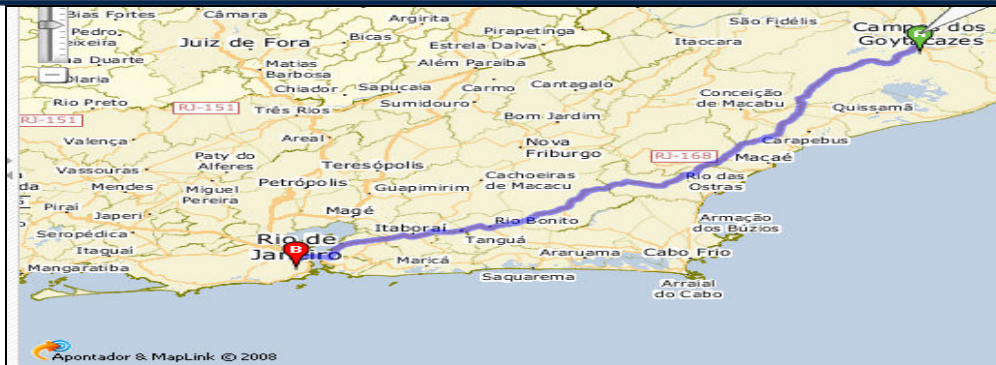 Bias Fortes
Câmara
Argirita
São Fidélis
Pedro
Teixeira
Juiz de Fora
Bicas
Pirapetinga
Estrela Dalva
Itaocara
Campos dos
Goytacazes
Duarte
Olaria
Matias
Barbosa
Além Paraíba
Rio Preto
RJ-151
RJ-151
Chiador
Sapucaia
Carmo
Cantagalo
Conceição
de Macabu
Quissamã
Três Rios
Sumidouro
Bom Jardim
Valença
Areal
Nova
Friburgo
RJ-168
Carapebus
Macaé
Vassouras
Paty do
Alferes
Teresópolis
Mendes
Miguel
Pereira
Petrópolis
Guapimirim
Cachoeiras
de Macacu
Rio das
Ostras
Piraí
Japeri
Magé
Itaboraí
Rio Bonito
Armação
dos Búzios
Seropédica
Rio de
Janeiro
B
Tanguá
Itaguaí
Mangaratiba
Maricá
Araruama
Cabo Frio
Saquarema
Arraial
do Cabo
Apontador & MapLink © 2008